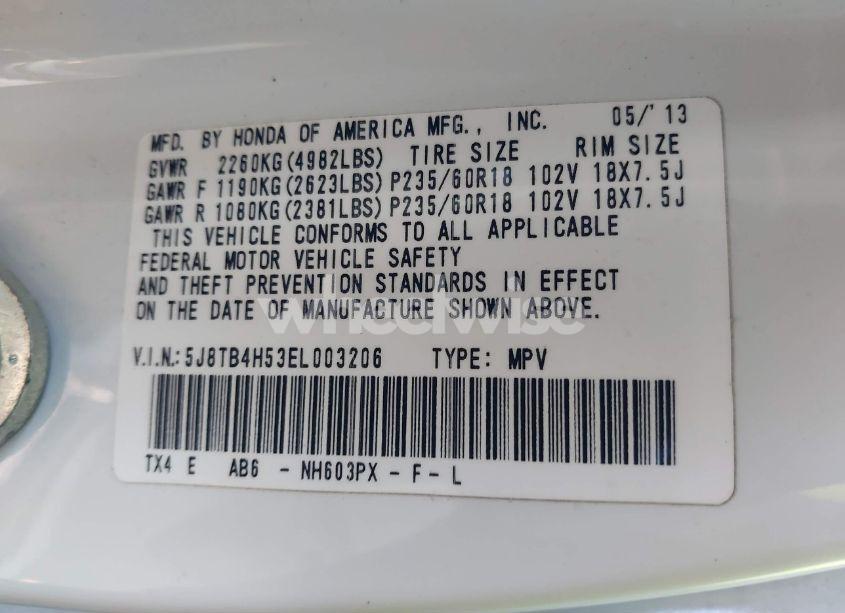 MFD. BY HONDA OF AMERICA MFG., INC. 05/'13
GVWR 2260KG(4982LBS) TIRE SIZE RIM SIZE
GAWR F 1190KG(2623LBS) P235/60R18 102V 18X7.5J
GAWR R 1080KG(2381LBS) P235/60R18 102V 18X7.5J
THIS VEHICLE CONFORMS TO ALL APPLICABLE
FEDERAL MOTOR VEHICLE SAFETY
AND THEFT PREVENTION STANDARDS IN EFFECT
ON THE DATE OF MANUFACTURE SHOWN ABOVE.
wheelwise
V.I.N.:5J8TB4H53EL003206 TYPE: MPV
TX4 E AB6 - NH603PX - F - L